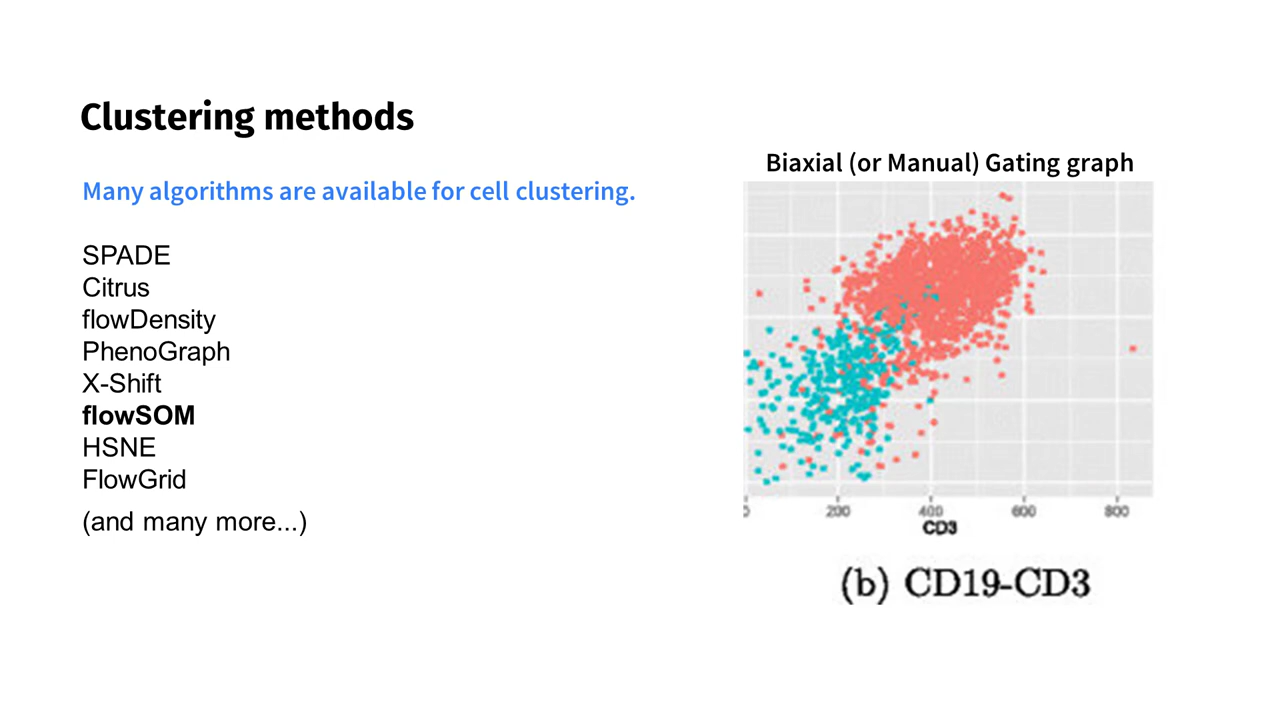 Clustering methods
Many algorithms are available for cell clustering.
SPADE
Citrus
flowDensity
PhenoGraph
X-Shift
flowSOM
HSNE
FlowGrid
(and many more...)
Biaxial (or Manual) Gating graph
0 200 400 600 800
CD3
(b) CD19-CD3